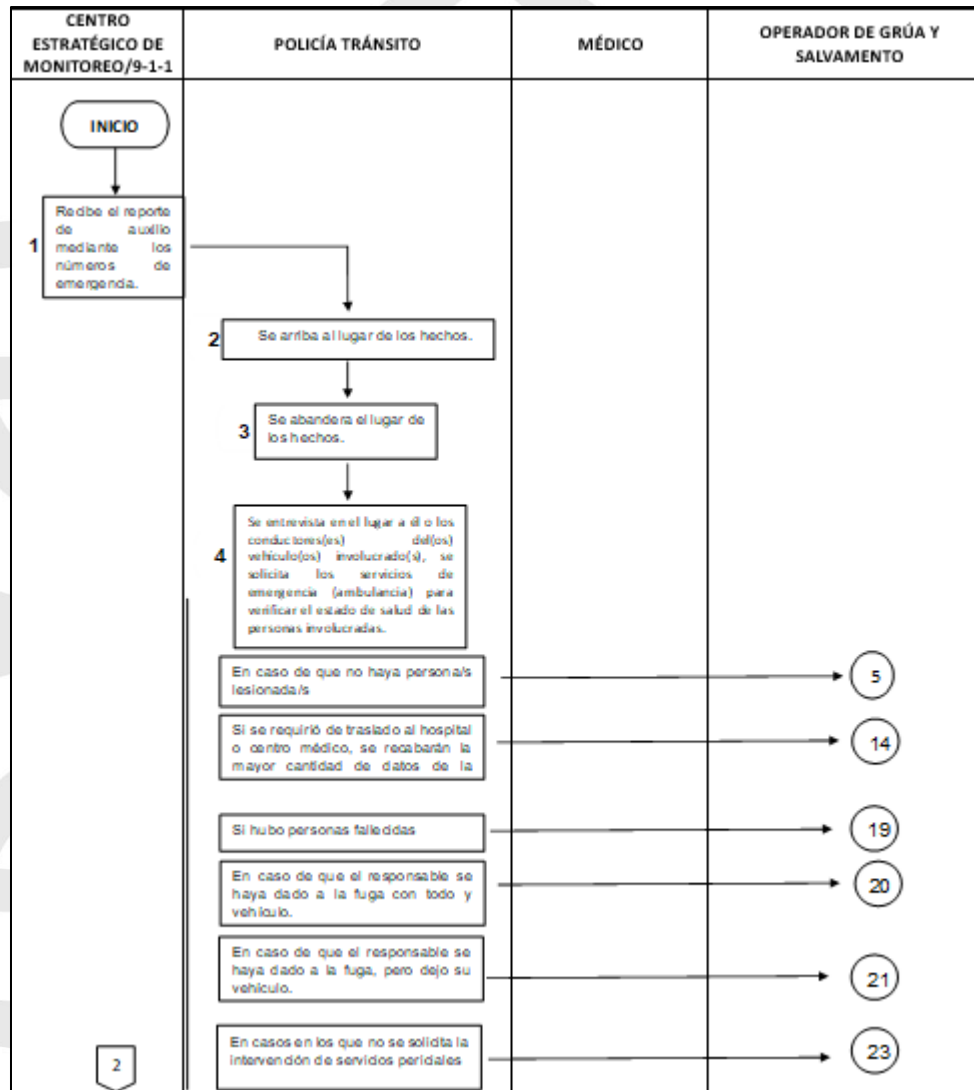 CENTRO
ESTRATÉGICO DE
MONITOREO/9-1-1
POLICÍA TRÁNSITO
MÉDICO
OPERADOR DE GRÚA Y
SALVAMENTO
INICIO
1
Recibe el reporte
de auxilio
mediante los
números de
emergencia.
2
Se arriba al lugar de los hechos.
3
Se abandera el lugar de
los hechos.
4
Se entrevista en el lugar a él o los
conductores(es) del(os)
vehículo(os) involucrado(s), se
solicita los servicios de
emergencia (ambulancia) para
verificar el estado de salud de las
personas involucradas.
En caso de que no haya persona/s
lesionada/s
5
Si se requirió de traslado al hospital
o centro médico, se recabarán la
mayor cantidad de datos de la
14
Si hubo personas fallecidas
19
En caso de que el responsable se
haya dado a la fuga con todo y
vehículo.
20
En caso de que el responsable se
haya dado a la fuga, pero dejo su
vehículo.
21
En casos en los que no se solicita la
intervención de servicios periciales
23
2